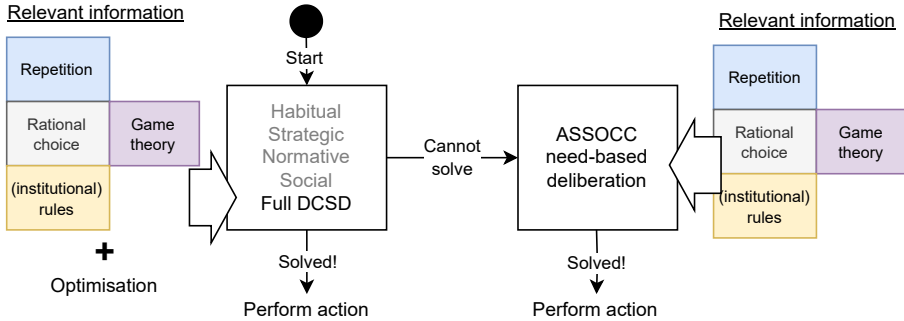 Relevant information
Repetition
Rational
choice
Game
theory
(institutional)
rules
+
Optimisation
Start
Habitual
Strategic
Normative
Social
Full DCSD
Solved!
Perform action
Cannot
solve
ASSOCC
need-based
deliberation
Solved!
Perform action
Relevant information
Repetition
Rational
choice
Game
theory
(institutional)
rules